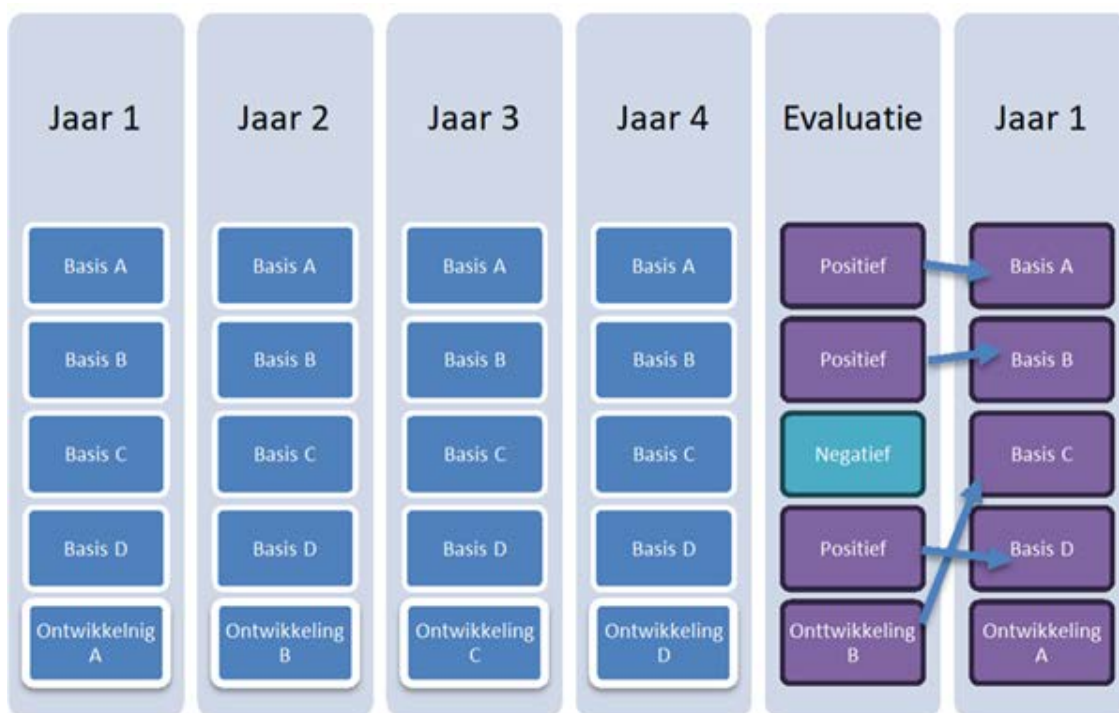 Jaar 1
Jaar 2
Jaar 3
Jaar 4
Evaluatie
Jaar 1
Basis A
Basis A
Basis A
Basis A
Positief
Basis A
Basis B
Basis B
Basis B
Basis B
Positief
Basis B
Basis C
Basis C
Basis C
Basis C
Negatief
Basis C
Basis D
Basis D
Basis D
Basis D
Positief
Basis D
Ontwikkelnig
A
Ontwikkeling
B
Ontwikkeling
C
Ontwikkeling
D
Onttwikkeling
B
Ontwikkeling
A